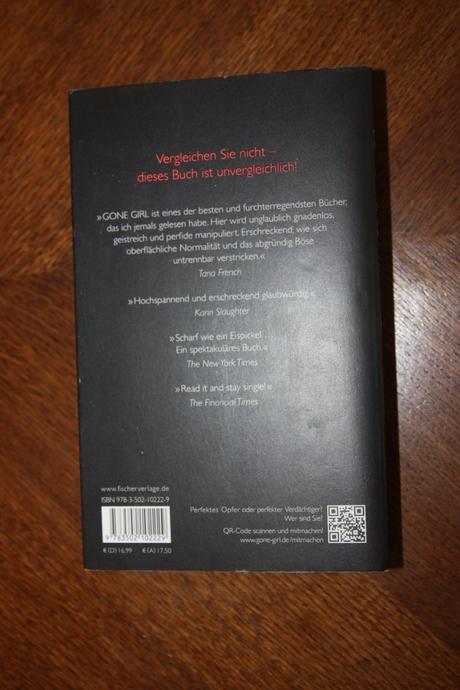 Vergleichen Sie nicht –
dieses Buch ist unvergleichlich!
»GONE GIRL ist eines der besten und furchterregendsten Bücher,
das ich jemals gelesen habe. Hier wird unglaublich gnadenlos,
geistreich und perfide manipuliert. Erschreckend, wie sich
oberflächliche Normalität und das abgründig Böse
untrennbar verstricken.«
Tana French
»Hochspannend und erschreckend glaubwürdig.«
Karin Slaughter
»Scharf wie ein Eispickel ...
Ein spektakuläres Buch.«
The New York Times
»Read it and stay single!«
The Financial Times
www.fischerverlage.de
ISBN 978-3-502-10222-9
9 783502 102229
€ (D) 16,99 € (A) 17,50
Perfektes Opfer oder perfekter Verdächtiger?
Wer sind Sie?
QR-Code scannen und mitmachen!
www.gone-girl.de/mitmachen